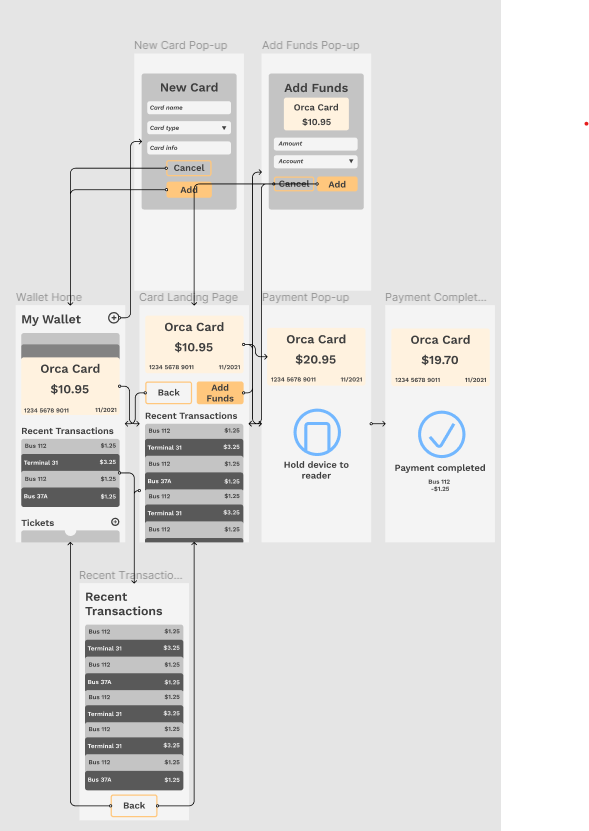 New Card Pop-up
New Card
Card name
Card type
Card info
Cancel
Add
Add Funds Pop-up
Add Funds
Orca Card
$10.95
Amount
Account
Cancel
Add
Wallet Home
My Wallet
Orca Card
$10.95
1234 5678 9011 11/2021
Recent Transactions
Bus 112 $1.25
Terminal 31 $3.25
Bus 112 $1.25
Bus 37A $1.25
Tickets
Card Landing Page
Orca Card
$10.95
1234 5678 9011 11/2021
Back
Add
Funds
Recent Transactions
Bus 112 $1.25
Terminal 31 $3.25
Bus 112 $1.25
Bus 37A $1.25
Bus 112 $1.25
Terminal 31 $3.25
Bus 112 $1.25
Payment Pop-up
Orca Card
$20.95
1234 5678 9011 11/2021
Hold device to
reader
Payment Complet...
Orca Card
$19.70
1234 5678 9011 11/2021
Payment completed
Bus 112
-$1.25
Recent Transactio...
Recent
Transactions
Bus 112 $1.25
Terminal 31 $3.25
Bus 112 $1.25
Bus 37A $1.25
Bus 112 $1.25
Terminal 31 $3.25
Bus 112 $1.25
Terminal 31 $3.25
Bus 112 $1.25
Bus 37A $1.25
Back